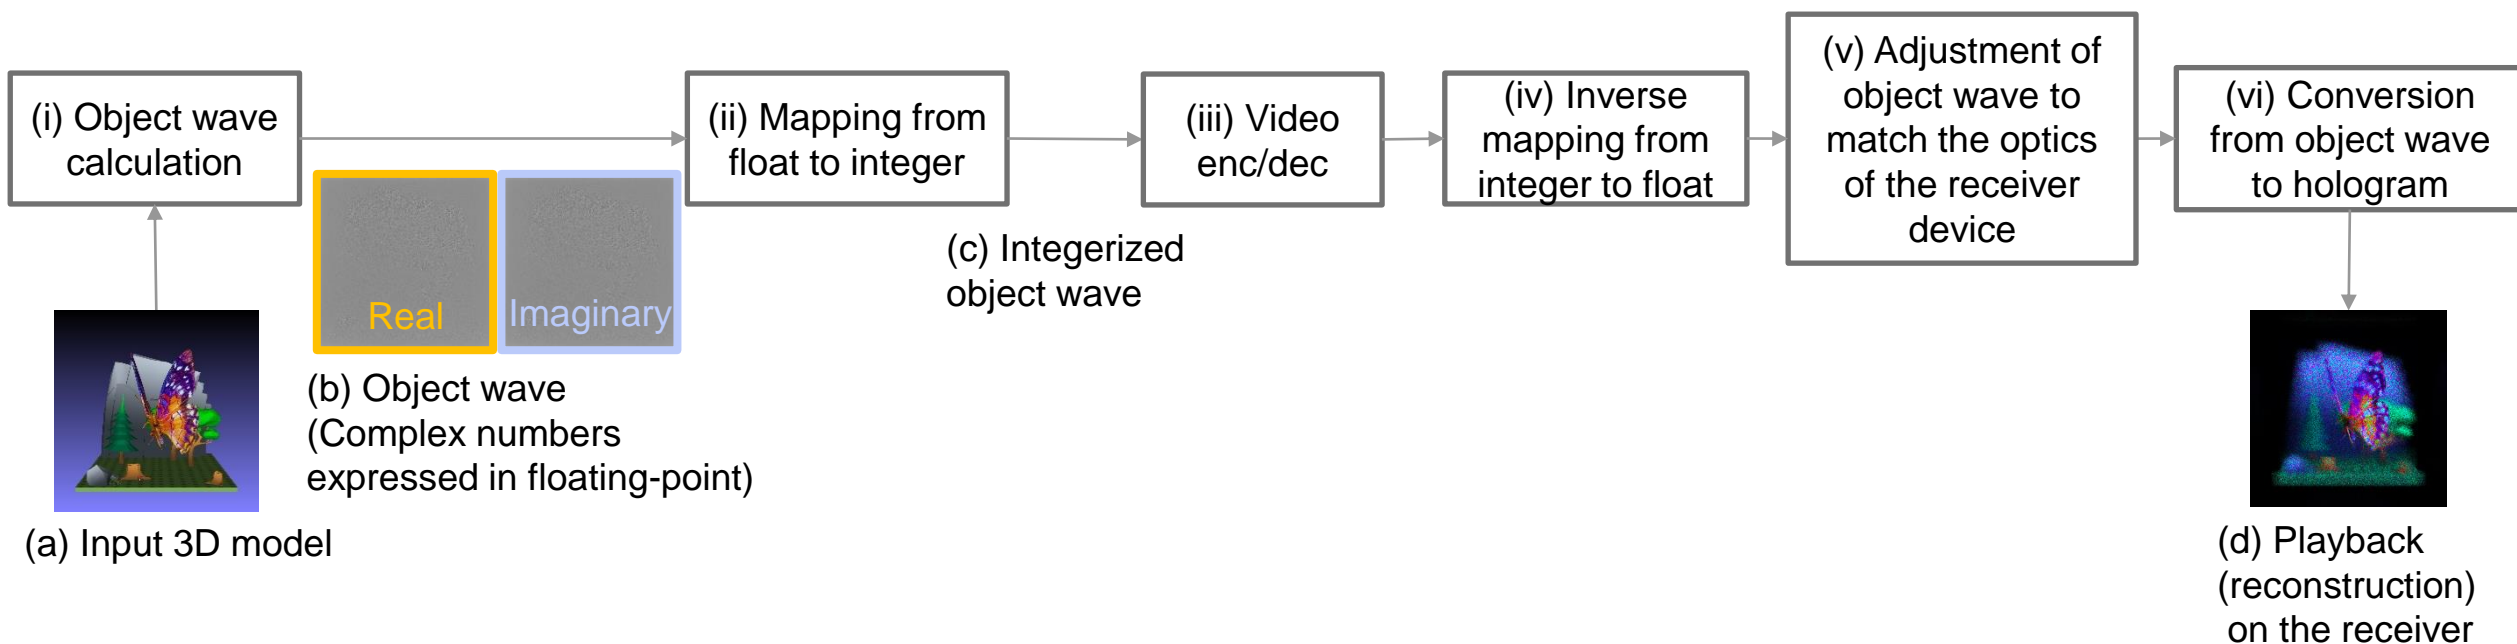 (i) Object wave
calculation
(ii) Mapping from
float to integer
(iii) Video
enc/dec
(iv) Inverse
mapping from
integer to float
(v) Adjustment of
object wave to
match the optics
of the receiver
device
(vi) Conversion
from object wave
to hologram
Real
Imaginary
(c) Integerized
object wave
(b) Object wave
(Complex numbers
expressed in floating-point)
(a) Input 3D model
(d) Playback
(reconstruction)
on the receiver